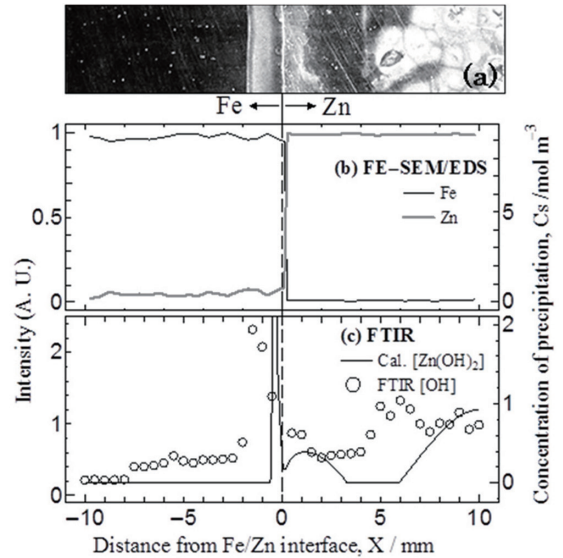 (a)
Fe ← → Zn
1
0.5
0
5
0
(b) FE–SEM/EDS
Fe
Zn
2
1
0
2
1
0
(c) FTIR
Cal. [Zn(OH)₂]
FTIR [OH]
−10 −5 0 5 10
Distance from Fe/Zn interface, X / mm
Intensity (A. U.)
Concentration of precipitation, Cs /mol m⁻³